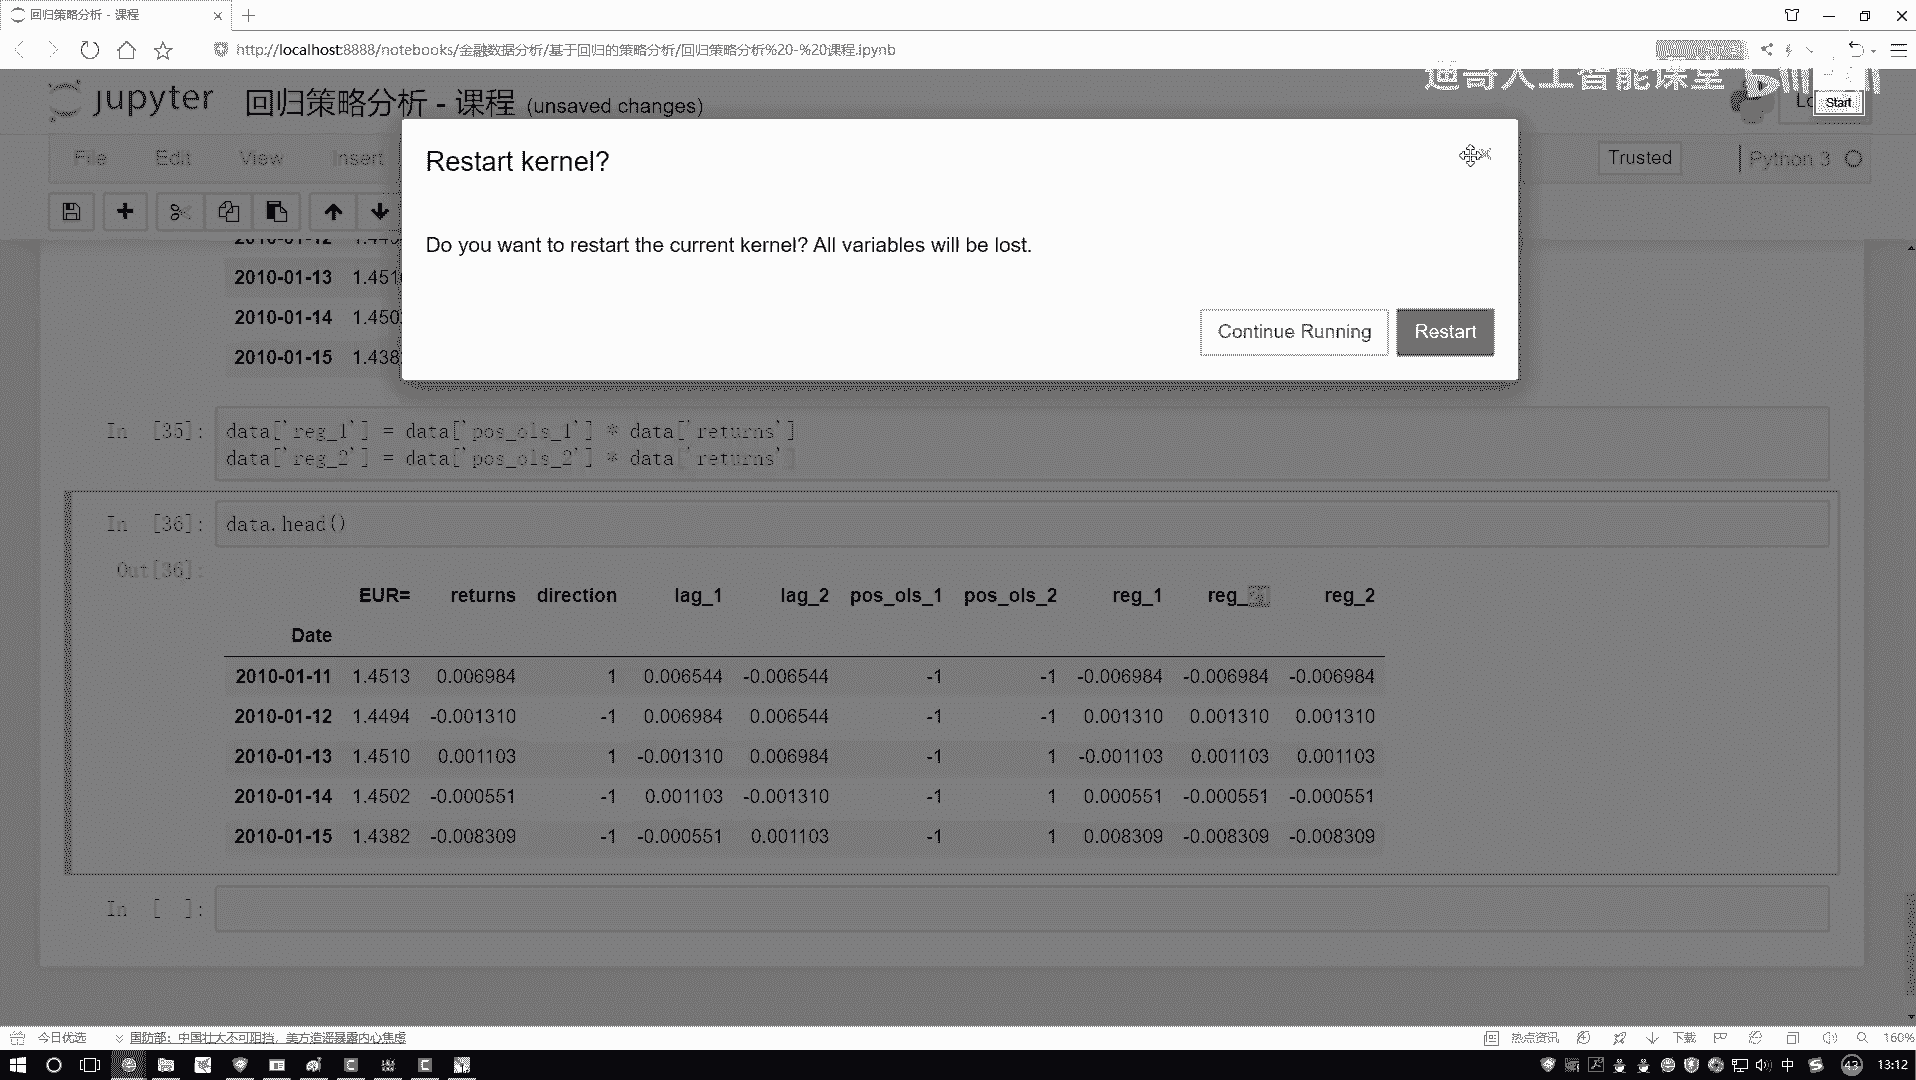 回归策略分析 - 课程
http://localhost:8888/notebooks/金融数据分析/基于回归的策略分析/回归策略分析%20-%20课程.ipynb
jupyter 回归策略分析 - 课程 (unsaved changes)
Start
File Edit View Insert
Trusted
Python 3
Restart kernel?
Do you want to restart the current kernel? All variables will be lost.
Continue Running
Restart
2010-01-12
2010-01-13 1.451
2010-01-14 1.450
2010-01-15 1.438
In [35]: data['reg_1'] = data['pos_ols_1'] * data['returns']
data['reg_2'] = data['pos_ols_2'] * data['returns']
In [36]: data.head()
Out[36]:
EUR= returns direction lag_1 lag_2 pos_ols_1 pos_ols_2 reg_1 reg_ reg_2
Date
2010-01-11 1.4513 0.006984 1 0.006544 -0.006544 -1 -1 -0.006984 -0.006984 -0.006984
2010-01-12 1.4494 -0.001310 -1 0.006984 0.006544 -1 -1 0.001310 0.001310 0.001310
2010-01-13 1.4510 0.001103 1 -0.001310 0.006984 -1 1 -0.001103 0.001103 0.001103
2010-01-14 1.4502 -0.000551 -1 0.001103 -0.001310 -1 1 0.000551 -0.000551 -0.000551
2010-01-15 1.4382 -0.008309 -1 -0.000551 0.001103 -1 1 0.008309 -0.008309 -0.008309
In [ ]:
今日优选 国防部：中国壮大不可阻挡，美方造谣暴露内心焦虑
热点资讯 下载 160%
中 43 13:12